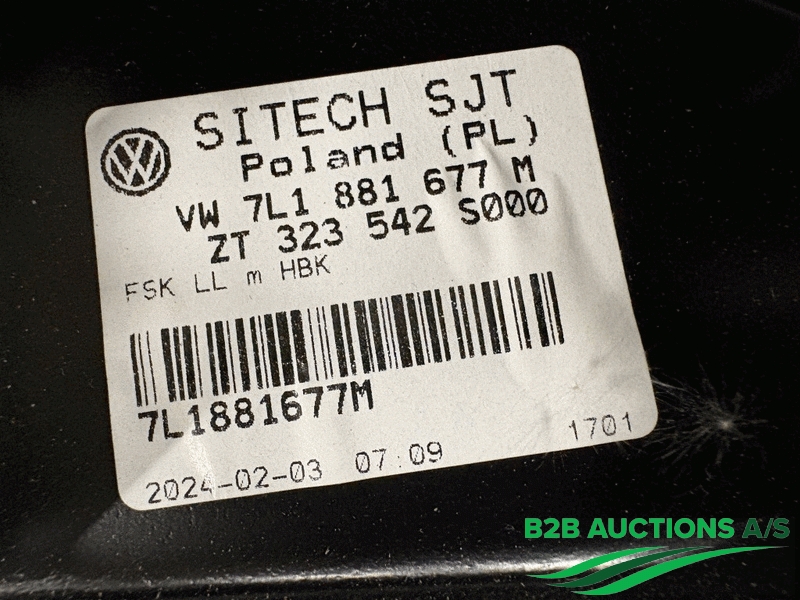 SITECH SJT
Poland (PL)
VW 7L1 881 677 M
ZT 323 542 S000
FSK LL m HBK
7L1881677M
2024-02-03 07:09
1701
B2B AUCTIONS A/S